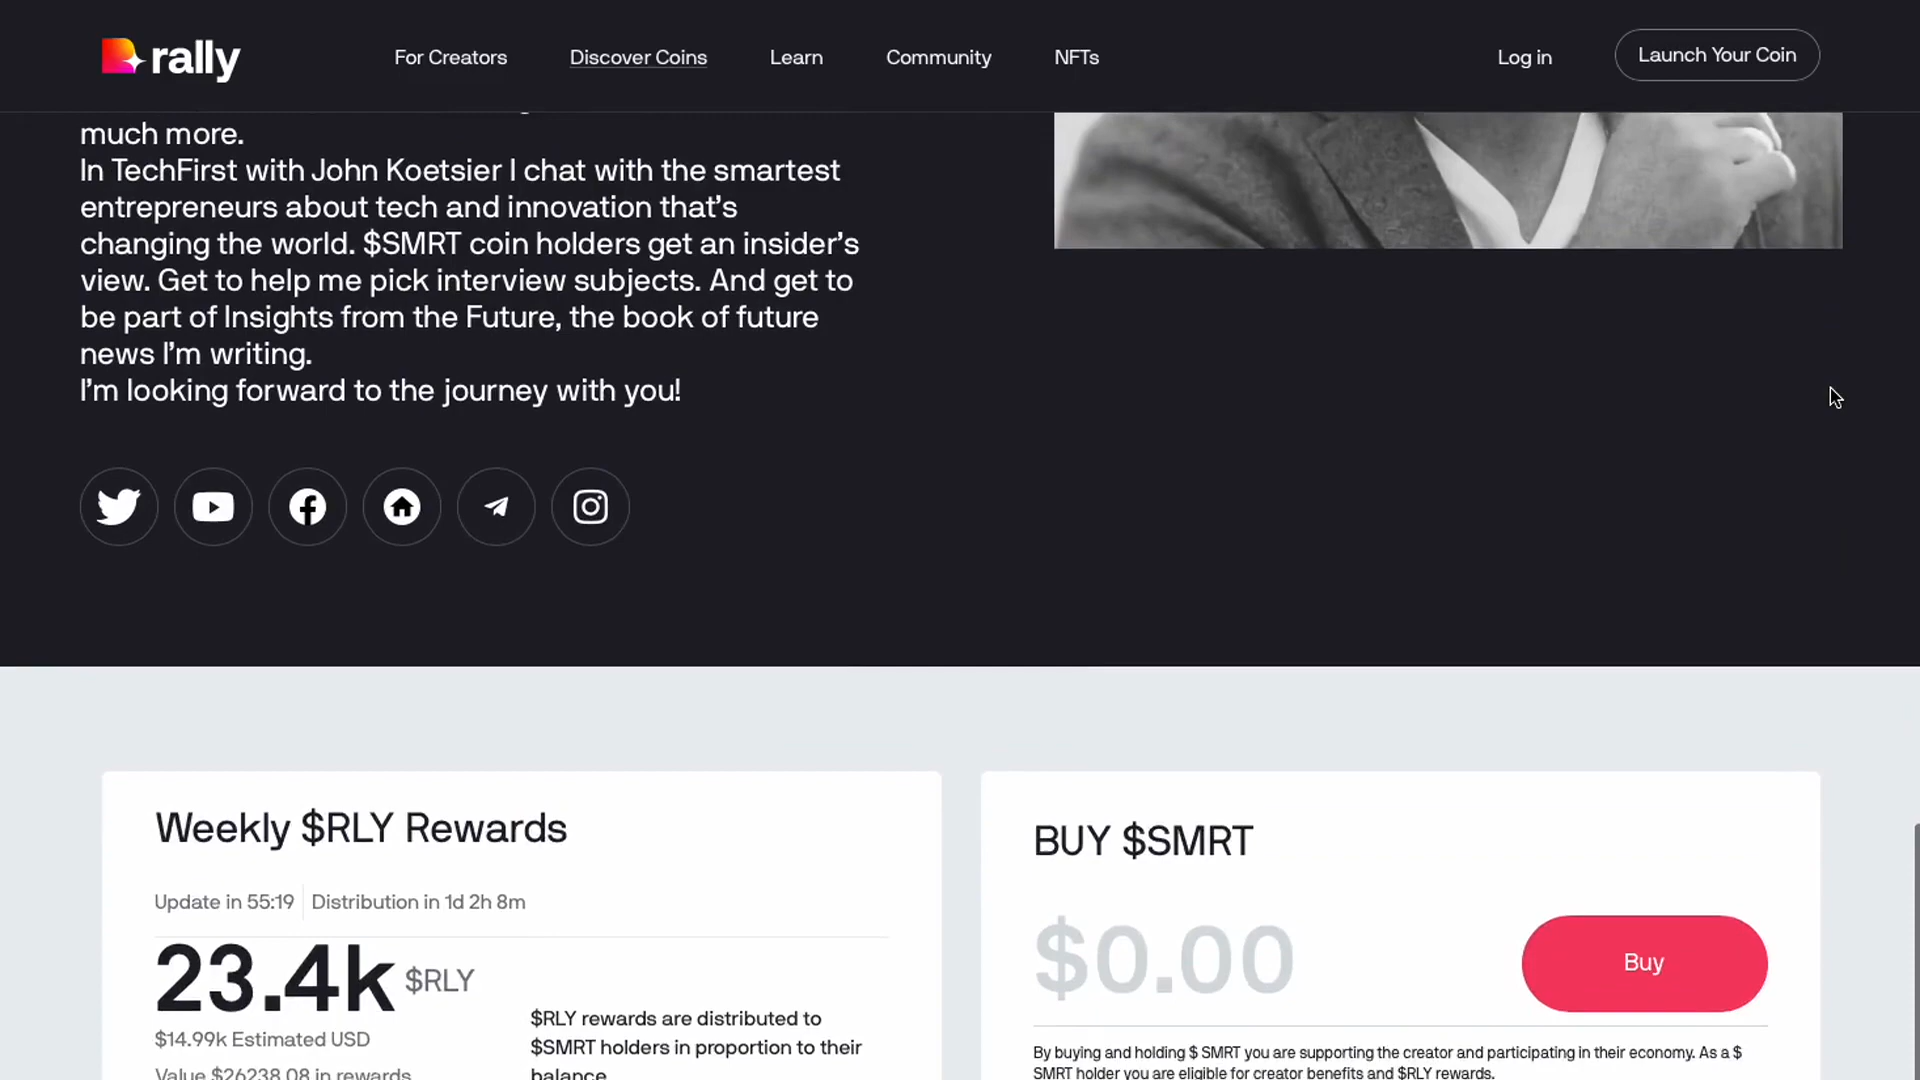 rally
For Creators
Discover Coins
Learn
Community
NFTs
Log in
Launch Your Coin
much more.
In TechFirst with John Koetsier I chat with the smartest
entrepreneurs about tech and innovation that's
changing the world. $SMRT coin holders get an insider's
view. Get to help me pick interview subjects. And get to
be part of Insights from the Future, the book of future
news I'm writing.
I'm looking forward to the journey with you!
Weekly $RLY Rewards
Update in 55:19
Distribution in 1d 2h 8m
23.4k $RLY
$14.99k Estimated USD
Value $26238.08 in rewards
$RLY rewards are distributed to
$SMRT holders in proportion to their
balance
BUY $SMRT
$0.00
Buy
By buying and holding $ SMRT you are supporting the creator and participating in their economy. As a $
SMRT holder you are eligible for creator benefits and $RLY rewards.